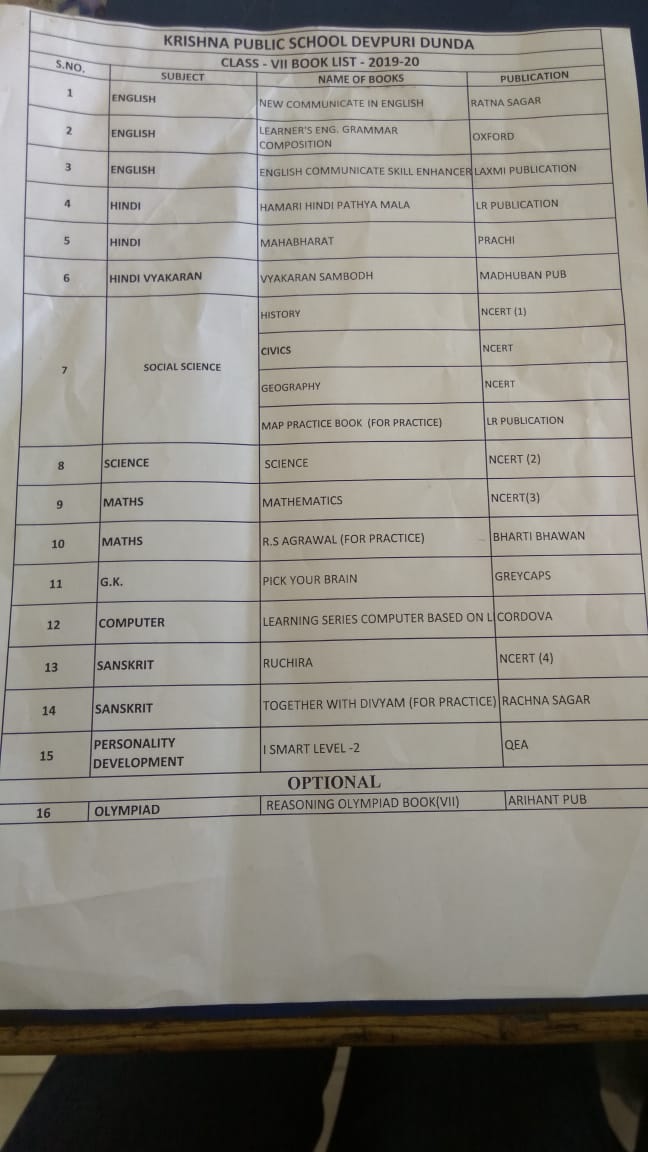 KRISHNA PUBLIC SCHOOL DEVPURI DUNDA
CLASS - VII BOOK LIST - 2019-20
S.NO. SUBJECT NAME OF BOOKS PUBLICATION
1 ENGLISH NEW COMMUNICATE IN ENGLISH RATNA SAGAR
2 ENGLISH LEARNER'S ENG. GRAMMAR
COMPOSITION OXFORD
3 ENGLISH ENGLISH COMMUNICATE SKILL ENHANCER LAXMI PUBLICATION
4 HINDI HAMARI HINDI PATHYA MALA LR PUBLICATION
5 HINDI MAHABHARAT PRACHI
6 HINDI VYAKARAN VYAKARAN SAMBODH MADHUBAN PUB
7 SOCIAL SCIENCE HISTORY NCERT (1)
CIVICS NCERT
GEOGRAPHY NCERT
MAP PRACTICE BOOK (FOR PRACTICE) LR PUBLICATION
8 SCIENCE SCIENCE NCERT (2)
9 MATHS MATHEMATICS NCERT(3)
10 MATHS R.S AGRAWAL (FOR PRACTICE) BHARTI BHAWAN
11 G.K. PICK YOUR BRAIN GREYCAPS
12 COMPUTER LEARNING SERIES COMPUTER BASED ON L CORDOVA
13 SANSKRIT RUCHIRA NCERT (4)
14 SANSKRIT TOGETHER WITH DIVYAM (FOR PRACTICE) RACHNA SAGAR
15 PERSONALITY
DEVELOPMENT I SMART LEVEL -2 QEA
OPTIONAL
16 OLYMPIAD REASONING OLYMPIAD BOOK(VII) ARIHANT PUB